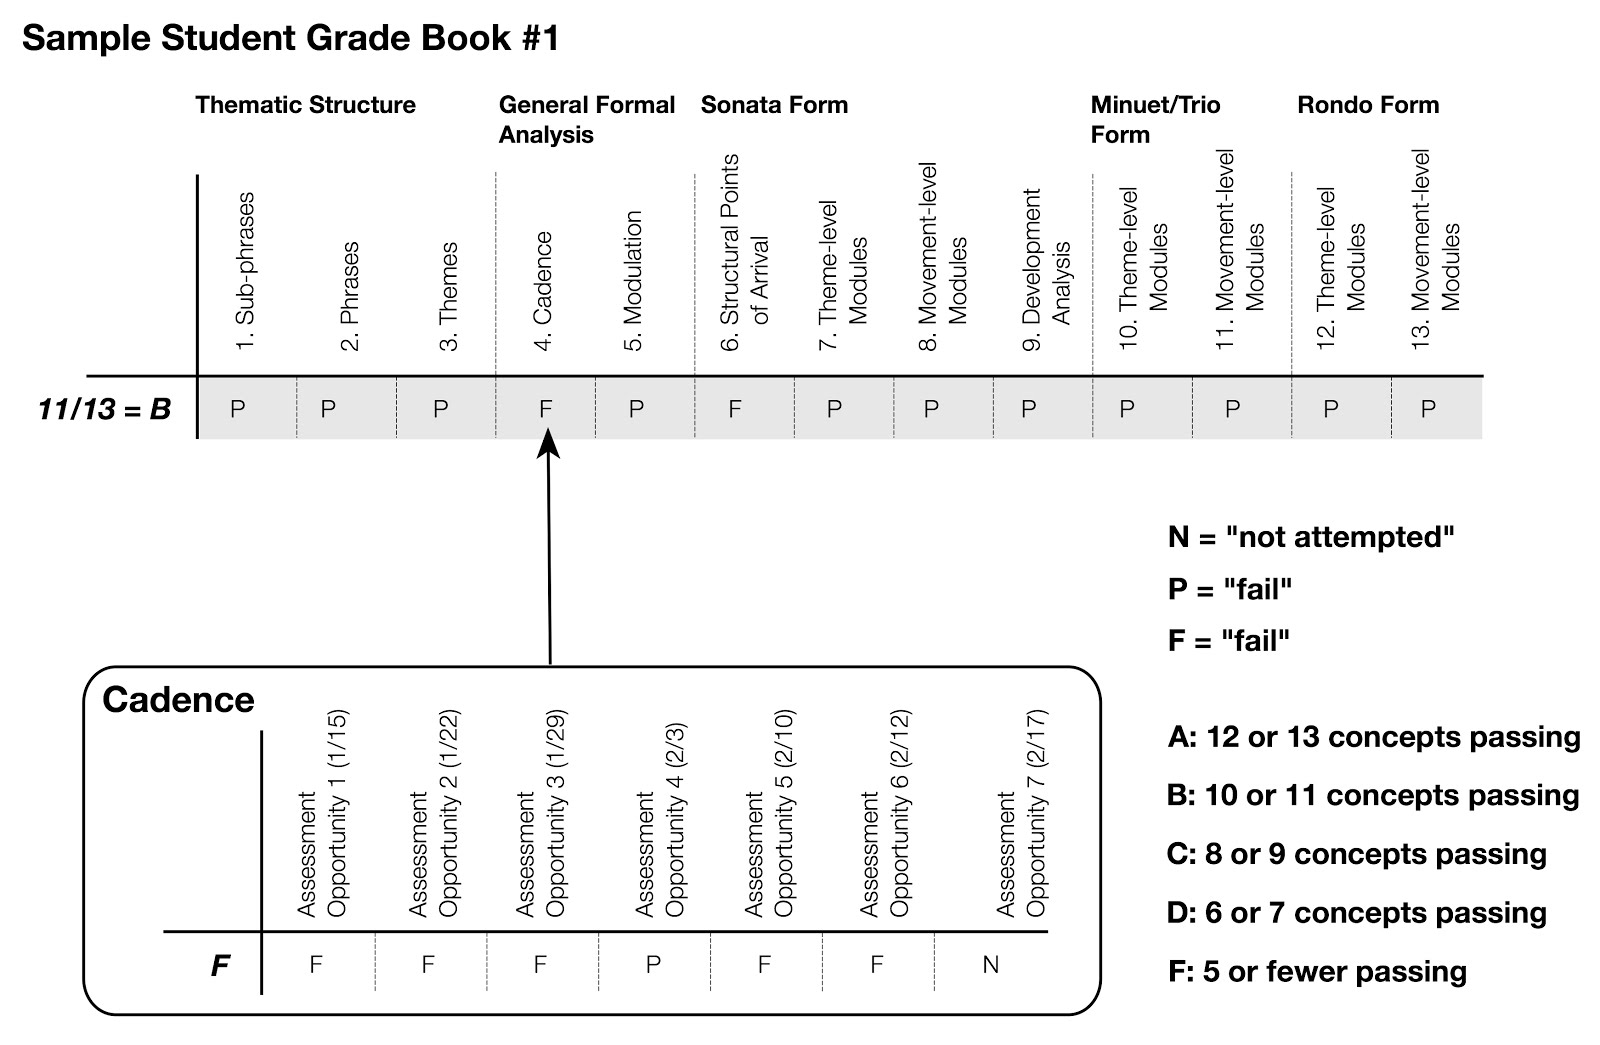 Sample Student Grade Book #1
Thematic Structure
General Formal
Analysis
Sonata Form
Minuet/Trio
Form
Rondo Form
1. Sub-phrases
2. Phrases
3. Themes
4. Cadence
5. Modulation
6. Structural Points
of Arrival
7. Theme-level
Modules
8. Movement-level
Modules
9. Development
Analysis
10. Theme-level
Modules
11. Movement-level
Modules
12. Theme-level
Modules
13. Movement-level
Modules
11/13 = B P P P F P F P P P P P P P
N = "not attempted"
P = "fail"
F = "fail"
A: 12 or 13 concepts passing
B: 10 or 11 concepts passing
C: 8 or 9 concepts passing
D: 6 or 7 concepts passing
F: 5 or fewer passing
Cadence
Assessment
Opportunity 1 (1/15)
Assessment
Opportunity 2 (1/22)
Assessment
Opportunity 3 (1/29)
Assessment
Opportunity 4 (2/3)
Assessment
Opportunity 5 (2/10)
Assessment
Opportunity 6 (2/12)
Assessment
Opportunity 7 (2/17)
F F F F P F F N